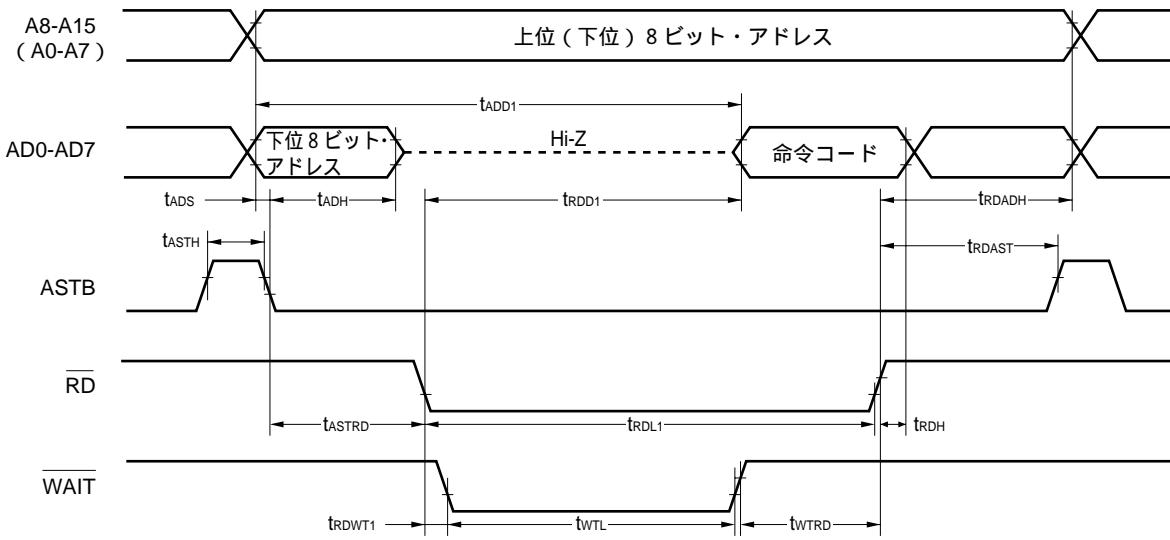 A8-A15
( A0-A7 )
上位 ( 下位 ) 8 ビット・アドレス
tADD1
AD0-AD7
下位 8 ビット・
アドレス
Hi-Z
命令コード
tADS
tADH
tRDD1
tRDADH
tASTH
tRDAST
ASTB
RD
tASTRD
tRDL1
tRDH
WAIT
tRDWT1
tWTL
tWTRD